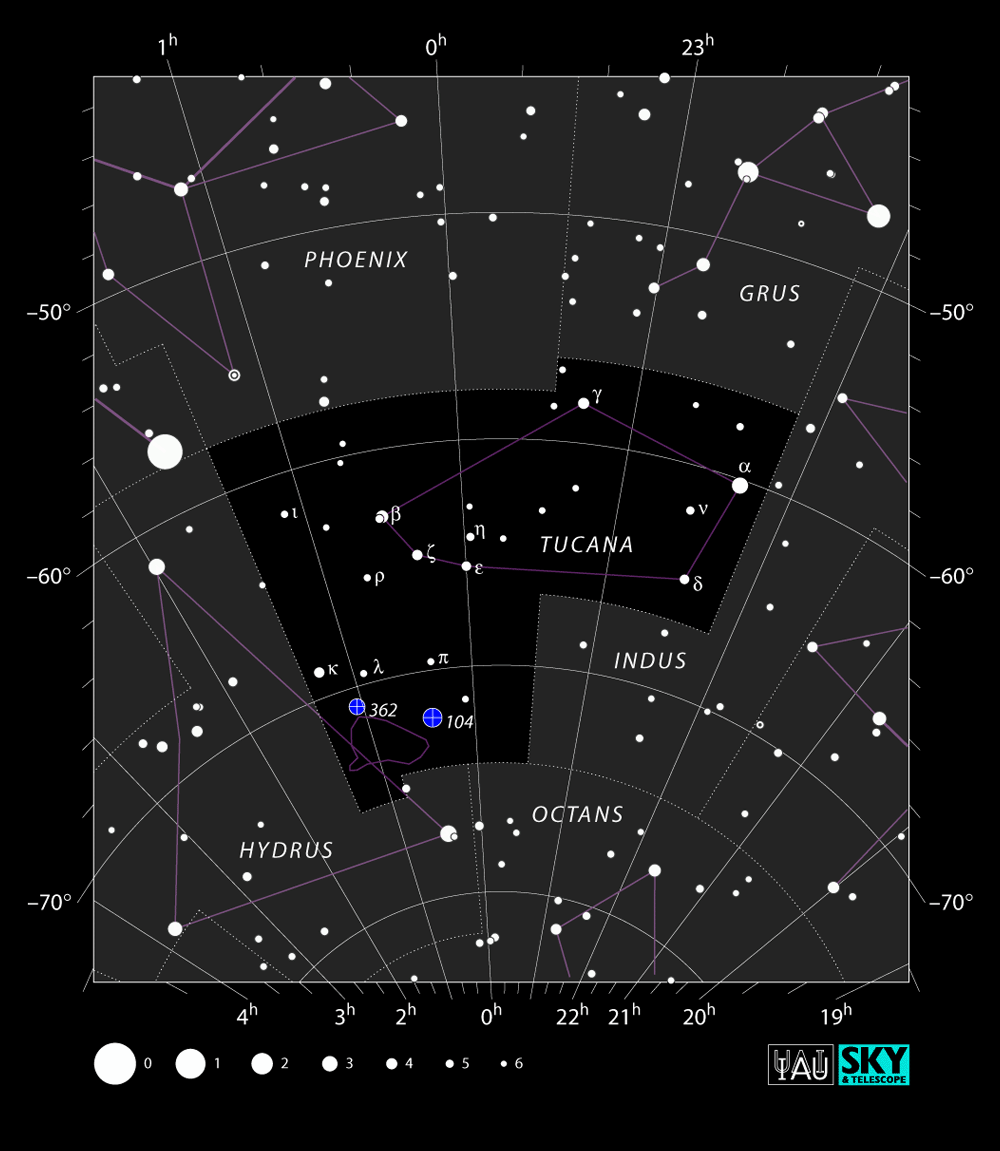 1h 0h 23h
PHOENIX
GRUS
–50° –50°
γ
α
ι β ν
η
TUCANA
ζ
ε
ρ δ
–60° –60°
π
κ λ
INDUS
362
104
OCTANS
HYDRUS
–70° –70°
4h 3h 2h 0h 22h 21h 20h 19h
0 1 2 3 4 5 6
IAU
SKY
& TELESCOPE